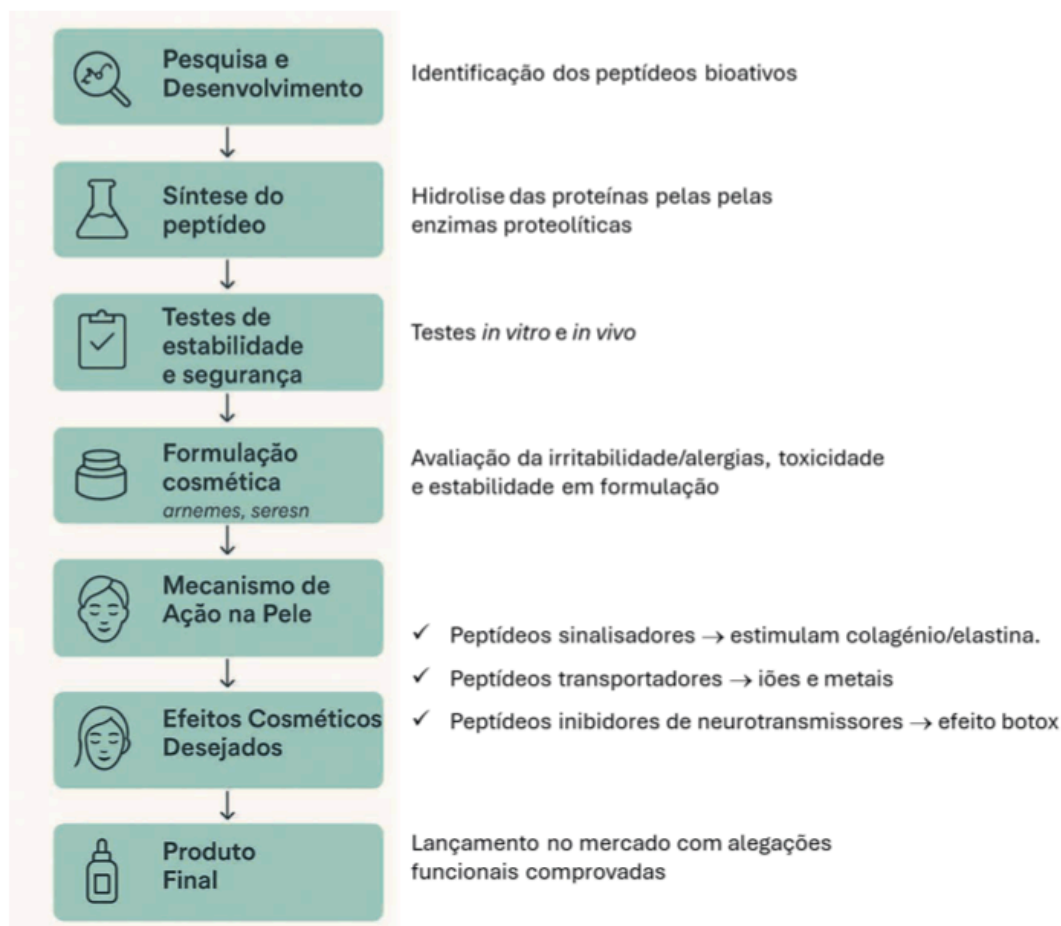 Pesquisa e
Desenvolvimento
Identificação dos peptídeos bioativos
Síntese do
peptídeo
Hidrolise das proteínas pelas pelas
enzimas proteolíticas
Testes de
estabilidade
e segurança
Testes in vitro e in vivo
Formulação
cosmética
arnemes, seresn
Avaliação da irritabilidade/alergias, toxicidade
e estabilidade em formulação
Mecanismo de
Ação na Pele
✓ Peptídeos sinalisadores → estimulam colagénio/elastina.
✓ Peptídeos transportadores → iões e metais
✓ Peptídeos inibidores de neurotransmissores → efeito botox
Efeitos Cosméticos
Desejados
Produto
Final
Lançamento no mercado com alegações
funcionais comprovadas